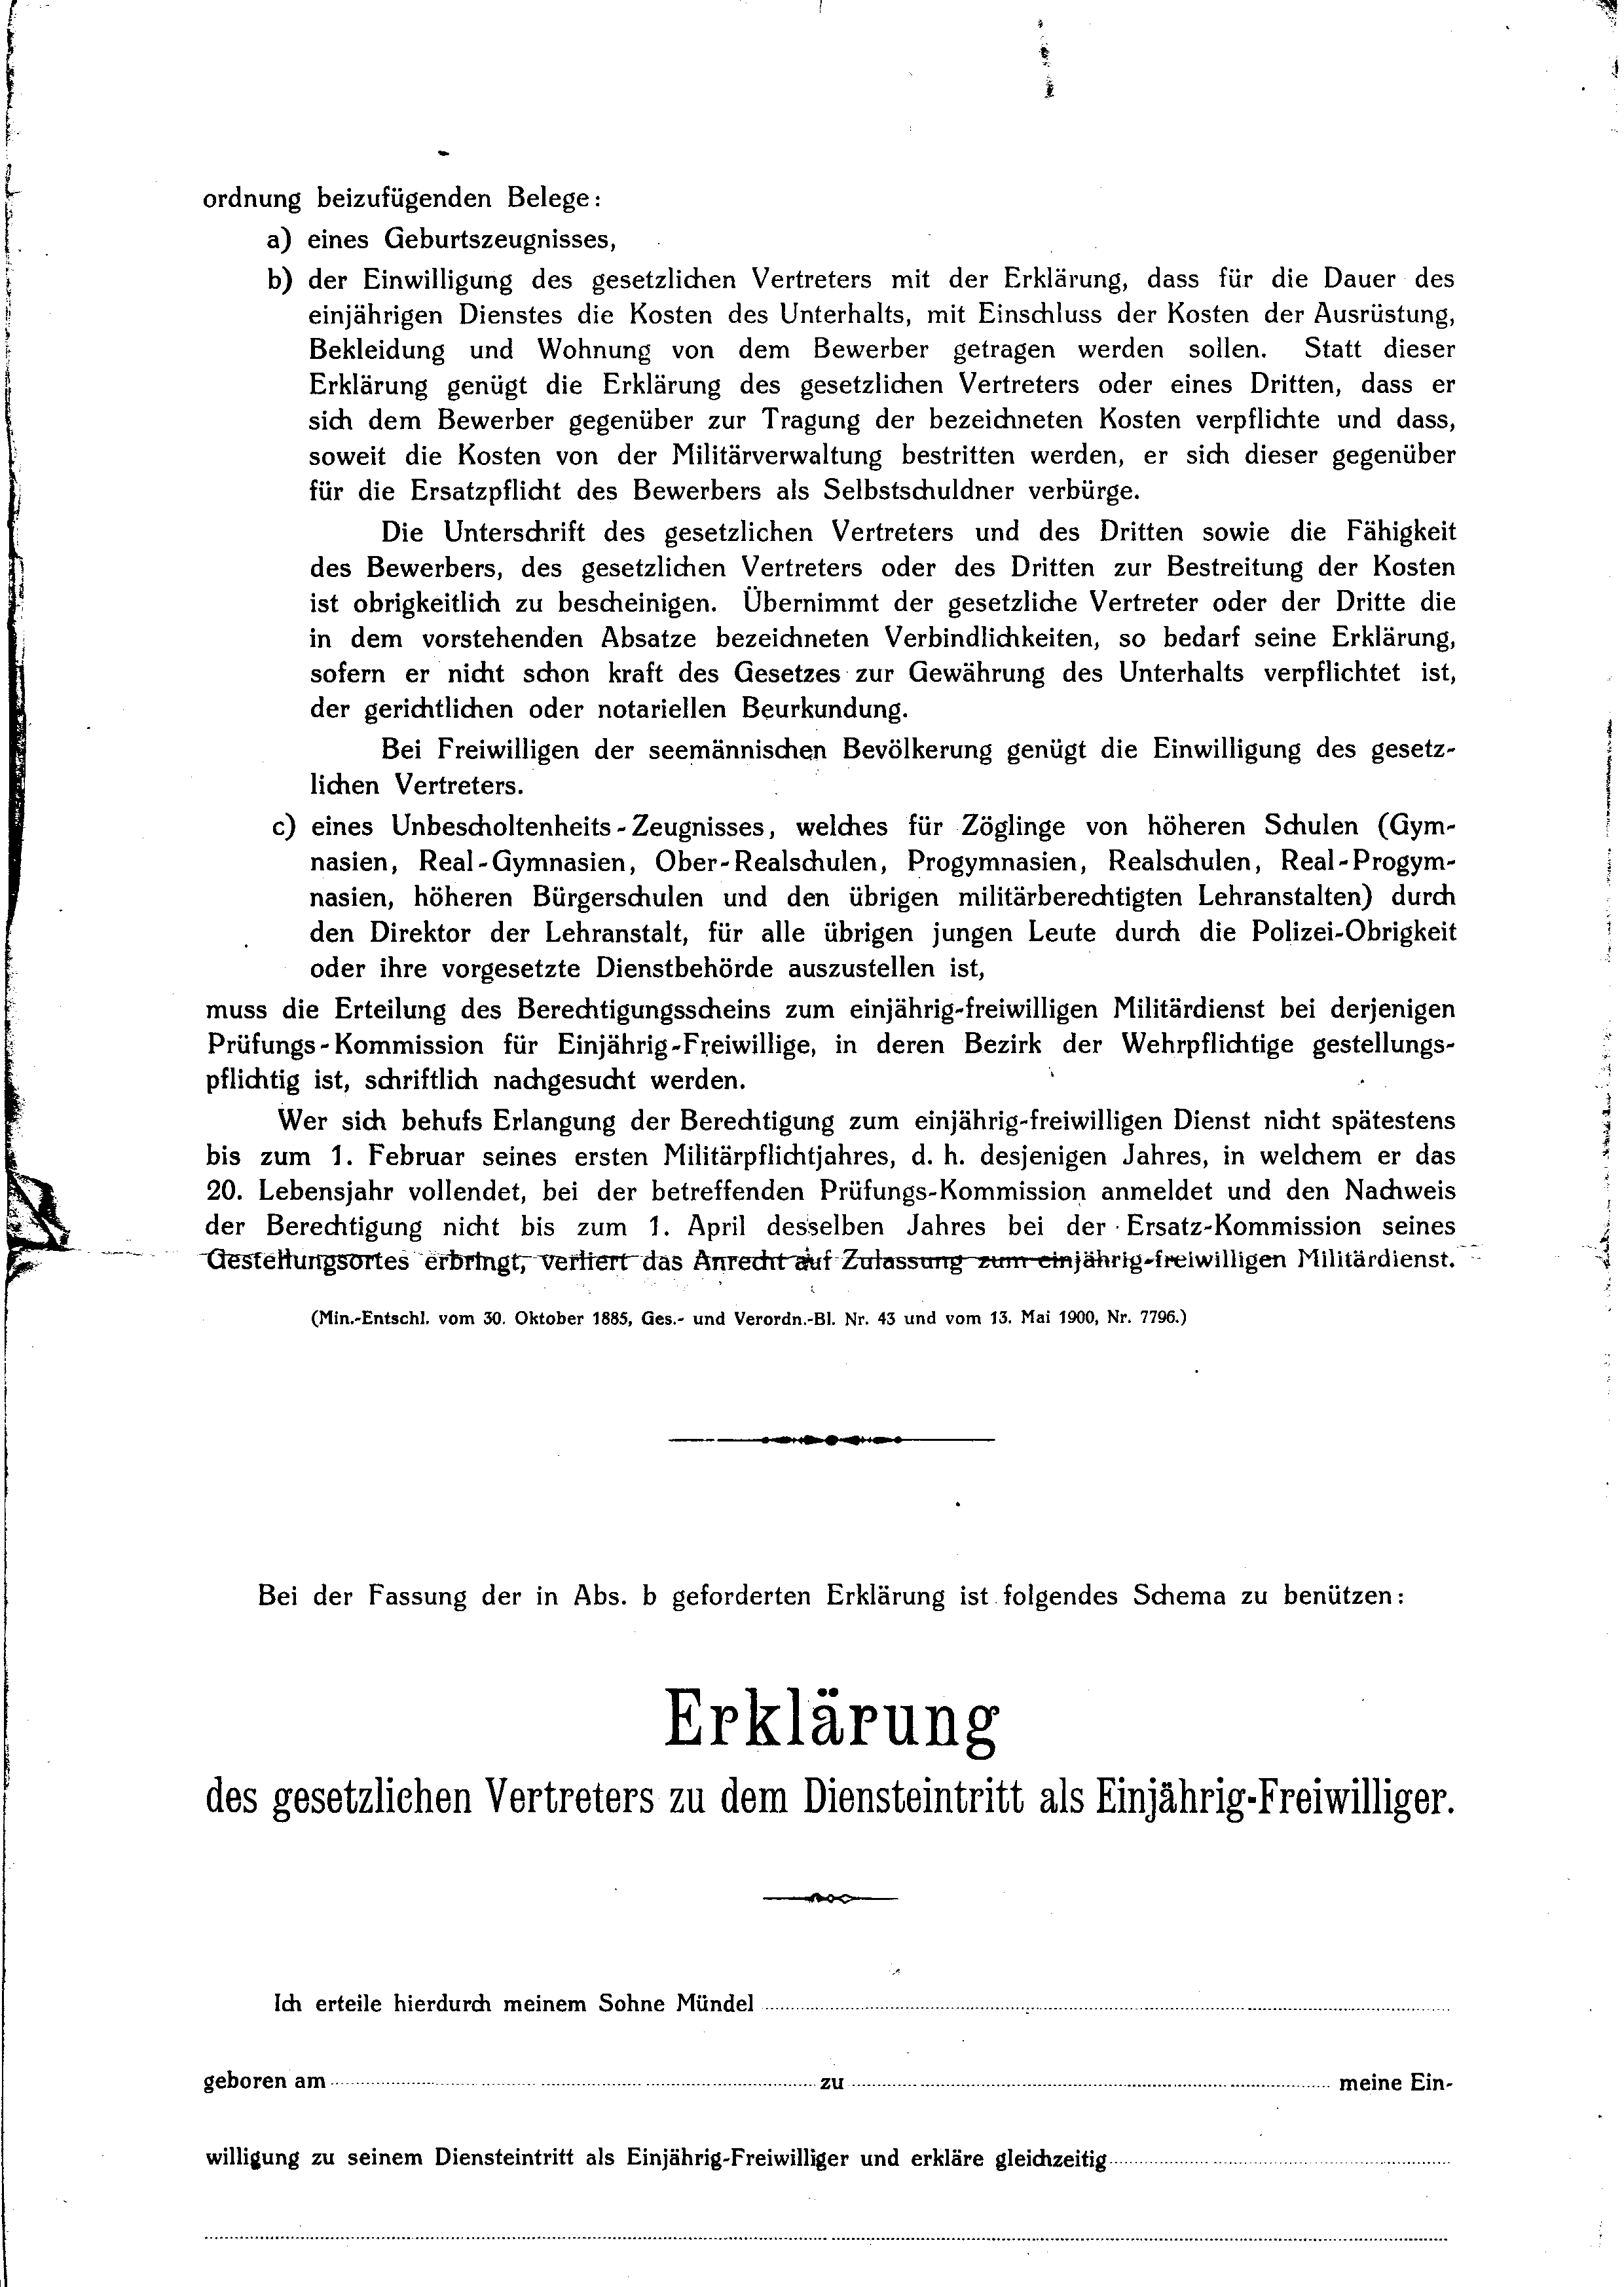 ordnung beizufügenden Belege:
a) eines Geburtszeugnisses,
b) der Einwilligung des gesetzlichen Vertreters mit der Erklärung, dass für die Dauer des
einjährigen Dienstes die Kosten des Unterhalts, mit Einschluss der Kosten der Ausrüstung,
Bekleidung und Wohnung von dem Bewerber getragen werden sollen. Statt dieser
Erklärung genügt die Erklärung des gesetzlichen Vertreters oder eines Dritten, dass er
sich dem Bewerber gegenüber zur Tragung der bezeichneten Kosten verpflichte und dass,
soweit die Kosten von der Militärverwaltung bestritten werden, er sich dieser gegenüber
für die Ersatzpflicht des Bewerbers als Selbstschuldner verbürge.
Die Unterschrift des gesetzlichen Vertreters und des Dritten sowie die Fähigkeit
des Bewerbers, des gesetzlichen Vertreters oder des Dritten zur Bestreitung der Kosten
ist obrigkeitlich zu bescheinigen. Übernimmt der gesetzliche Vertreter oder der Dritte die
in dem vorstehenden Absatze bezeichneten Verbindlichkeiten, so bedarf seine Erklärung,
sofern er nicht schon kraft des Gesetzes zur Gewährung des Unterhalts verpflichtet ist,
der gerichtlichen oder notariellen Beurkundung.
Bei Freiwilligen der seemännischen Bevölkerung genügt die Einwilligung des gesetz-
lichen Vertreters.
c) eines Unbescholtenheits-Zeugnisses, welches für Zöglinge von höheren Schulen (Gym-
nasien, Real-Gymnasien, Ober-Realschulen, Progymnasien, Realschulen, Real-Progym-
nasien, höheren Bürgerschulen und den übrigen militärberechtigten Lehranstalten) durch
den Direktor der Lehranstalt, für alle übrigen jungen Leute durch die Polizei-Obrigkeit
oder ihre vorgesetzte Dienstbehörde auszustellen ist,
muss die Erteilung des Berechtigungsscheins zum einjährig-freiwilligen Militärdienst bei derjenigen
Prüfungs-Kommission für Einjährig-Freiwillige, in deren Bezirk der Wehrpflichtige gestellungs-
pflichtig ist, schriftlich nachgesucht werden.
Wer sich behufs Erlangung der Berechtigung zum einjährig-freiwilligen Dienst nicht spätestens
bis zum 1. Februar seines ersten Militärpflichtjahres, d. h. desjenigen Jahres, in welchem er das
20. Lebensjahr vollendet, bei der betreffenden Prüfungs-Kommission anmeldet und den Nachweis
der Berechtigung nicht bis zum 1. April desselben Jahres bei der Ersatz-Kommission seines
Gestellungsortes erbringt, verliert das Anrecht auf Zulassung zum einjährig-freiwilligen Militärdienst.
(Min.-Entschl. vom 30. Oktober 1885, Ges.- und Verordn.-Bl. Nr. 43 und vom 13. Mai 1900, Nr. 7796.)
Bei der Fassung der in Abs. b geforderten Erklärung ist folgendes Schema zu benützen:
Erklärung
des gesetzlichen Vertreters zu dem Diensteintritt als Einjährig-Freiwilliger.
Ich erteile hierdurch meinem Sohne Mündel
geboren am zu meine Ein-
willigung zu seinem Diensteintritt als Einjährig-Freiwilliger und erkläre gleichzeitig